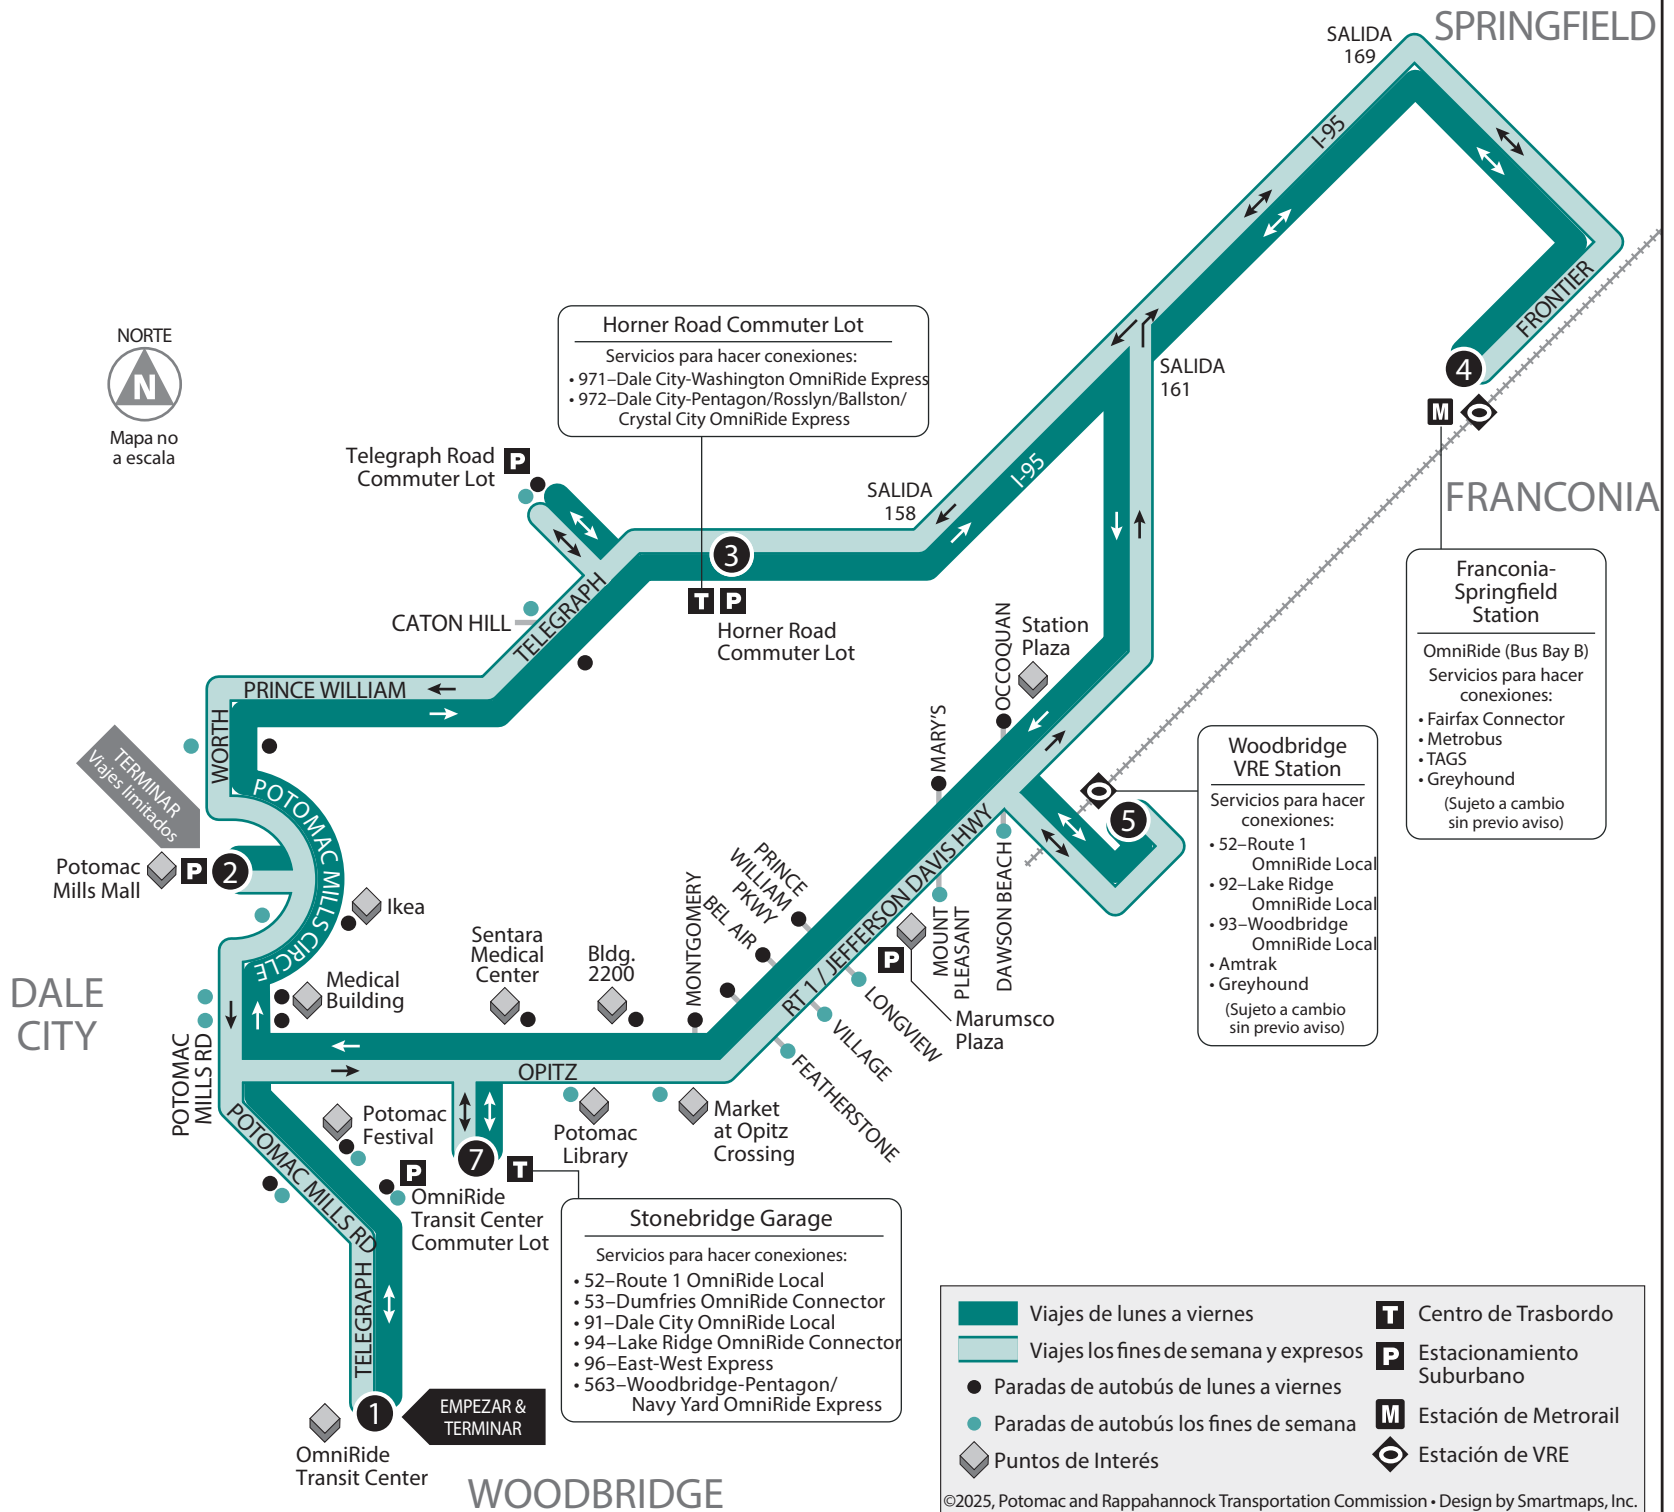 SPRINGFIELD
SALIDA
169
I-95
FRONTIER
NORTE
N
Mapa no
a escala
Horner Road Commuter Lot
Servicios para hacer conexiones:
• 971–Dale City-Washington OmniRide Express
• 972–Dale City-Pentagon/Rosslyn/Ballston/
Crystal City OmniRide Express
SALIDA
161
4
M
Telegraph Road
Commuter Lot
P
I-95
SALIDA
158
FRANCONIA
3
T P
Horner Road
Commuter Lot
CATON HILL
TELEGRAPH
Franconia-
Springfield
Station
OmniRide (Bus Bay B)
Servicios para hacer
conexiones:
• Fairfax Connector
• Metrobus
• TAGS
• Greyhound
(Sujeto a cambio
sin previo aviso)
OCCOQUAN
Station
Plaza
PRINCE WILLIAM
WORTH
MARY'S
TERMINAR
Viajes limitados
POTOMAC MILLS CIRCLE
Woodbridge
VRE Station
Servicios para hacer
conexiones:
• 52–Route 1
OmniRide Local
• 92–Lake Ridge
OmniRide Local
• 93–Woodbridge
OmniRide Local
• Amtrak
• Greyhound
(Sujeto a cambio
sin previo aviso)
5
Potomac
Mills Mall
P
2
Ikea
PRINCE
WILLIAM
PKWY
BEL AIR
MONTGOMERY
RT 1 / JEFFERSON DAVIS HWY
DAWSON BEACH
MOUNT
PLEASANT
P
Marumsco
Plaza
LONGVIEW
VILLAGE
FEATHERSTONE
Sentara
Medical
Center
Bldg.
2200
Medical
Building
DALE
CITY
POTOMAC
MILLS RD
OPITZ
POTOMAC MILLS RD
Potomac
Festival
P
OmniRide
Transit Center
Commuter Lot
7
T
Potomac
Library
Market
at Opitz
Crossing
Stonebridge Garage
Servicios para hacer conexiones:
• 52–Route 1 OmniRide Local
• 53–Dumfries OmniRide Connector
• 91–Dale City OmniRide Local
• 94–Lake Ridge OmniRide Connector
• 96–East-West Express
• 563–Woodbridge-Pentagon/
Navy Yard OmniRide Express
TELEGRAPH
1
EMPEZAR &
TERMINAR
OmniRide
Transit Center
WOODBRIDGE
Viajes de lunes a viernes
Viajes los fines de semana y expresos
Paradas de autobús de lunes a viernes
Paradas de autobús los fines de semana
Puntos de Interés
T Centro de Trasbordo
P Estacionamiento
Suburbano
M Estación de Metrorail
Estación de VRE
©2025, Potomac and Rappahannock Transportation Commission • Design by Smartmaps, Inc.